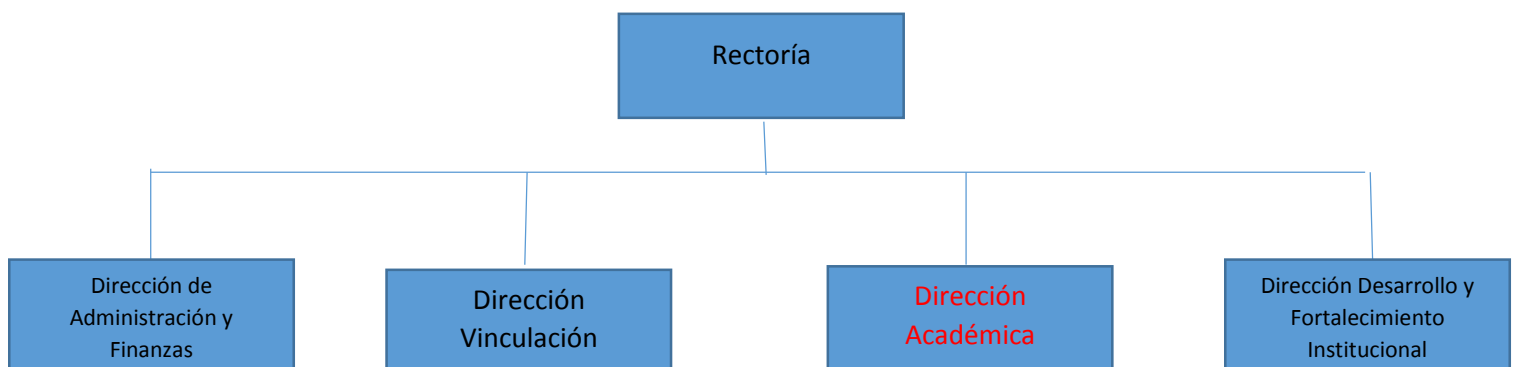 Rectoría
Dirección de
Administración y
Finanzas
Dirección
Vinculación
Dirección
Académica
Dirección Desarrollo y
Fortalecimiento
Institucional